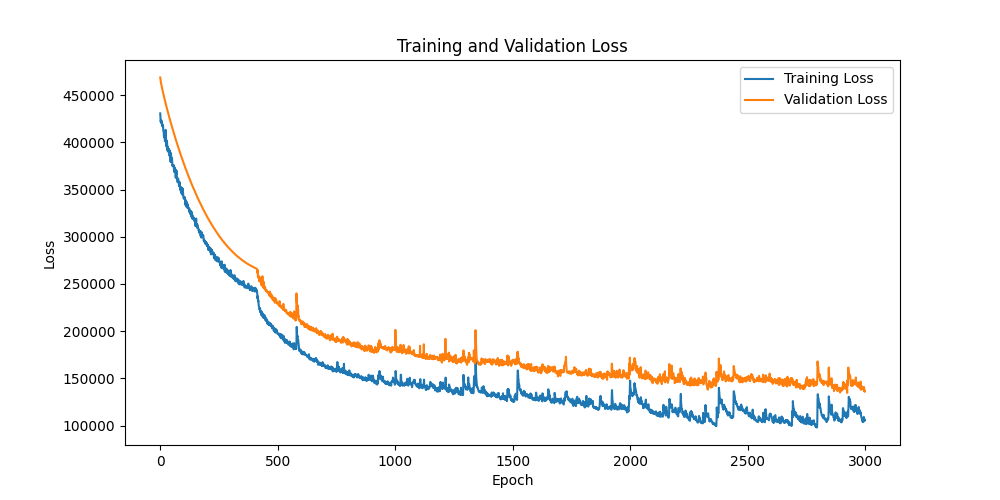 Training and Validation Loss
Training Loss
Validation Loss
Loss
450000
400000
350000
300000
250000
200000
150000
100000
0 500 1000 1500 2000 2500 3000
Epoch